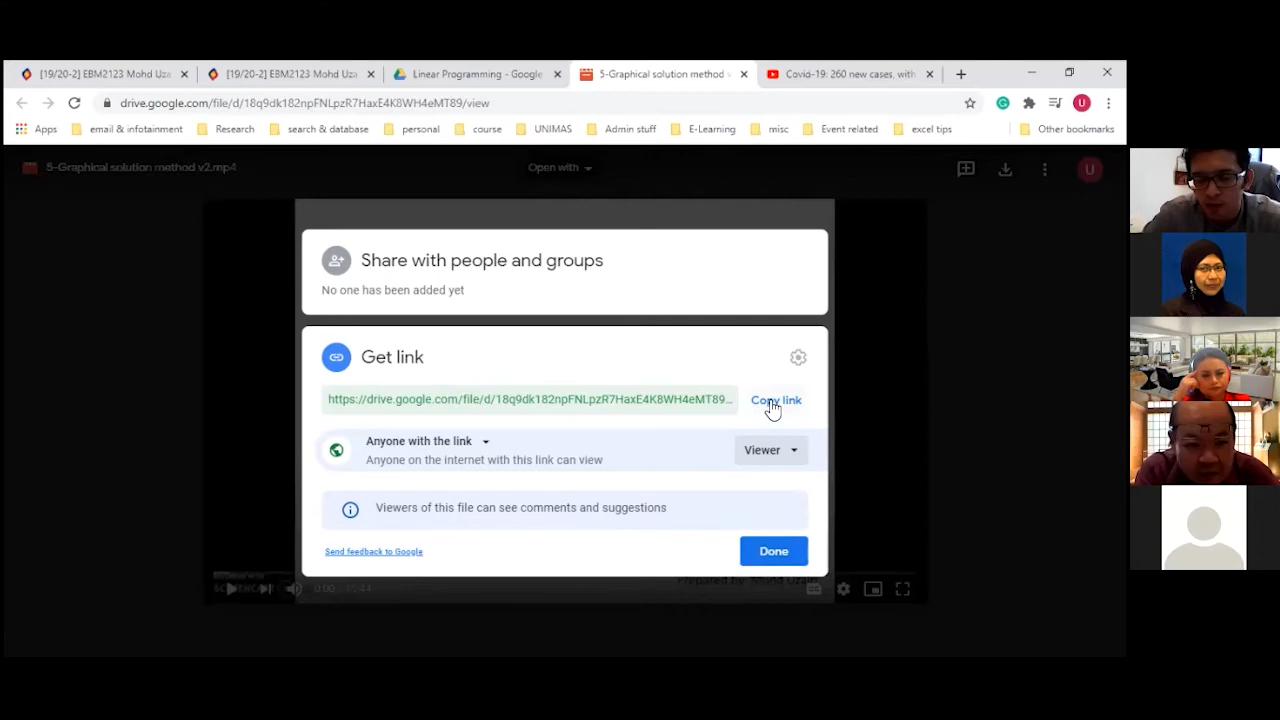 [19/20-2] EBM2123 Mohd Uza
[19/20-2] EBM2123 Mohd Uza
Linear Programming - Google
5-Graphical solution method v
Covid-19: 260 new cases, with
drive.google.com/file/d/18q9dk182npFNLpzR7HaxE4K8WH4eMT89/view
U
Apps
email & infotainment
Research
search & database
personal
course
UNIMAS
Admin stuff
E-Learning
misc
Event related
excel tips
Other bookmarks
5-Graphical solution method v2.mp4
Open with
U
Share with people and groups
No one has been added yet
Get link
https://drive.google.com/file/d/18q9dk182npFNLpzR7HaxE4K8WH4eMT89...
Copy link
Anyone with the link
Anyone on the internet with this link can view
Viewer
Viewers of this file can see comments and suggestions
Send feedback to Google
Done